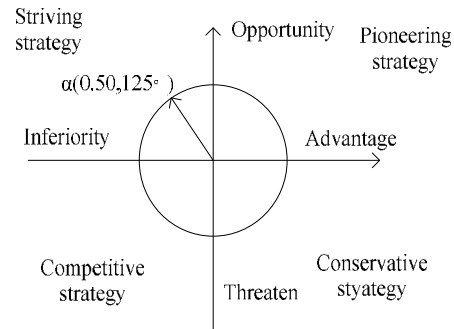 Striving
strategy
Opportunity
Pioneering
strategy
α(0.50,125° )
Inferiority
Advantage
Competitive
strategy
Threaten
Conservative
styategy